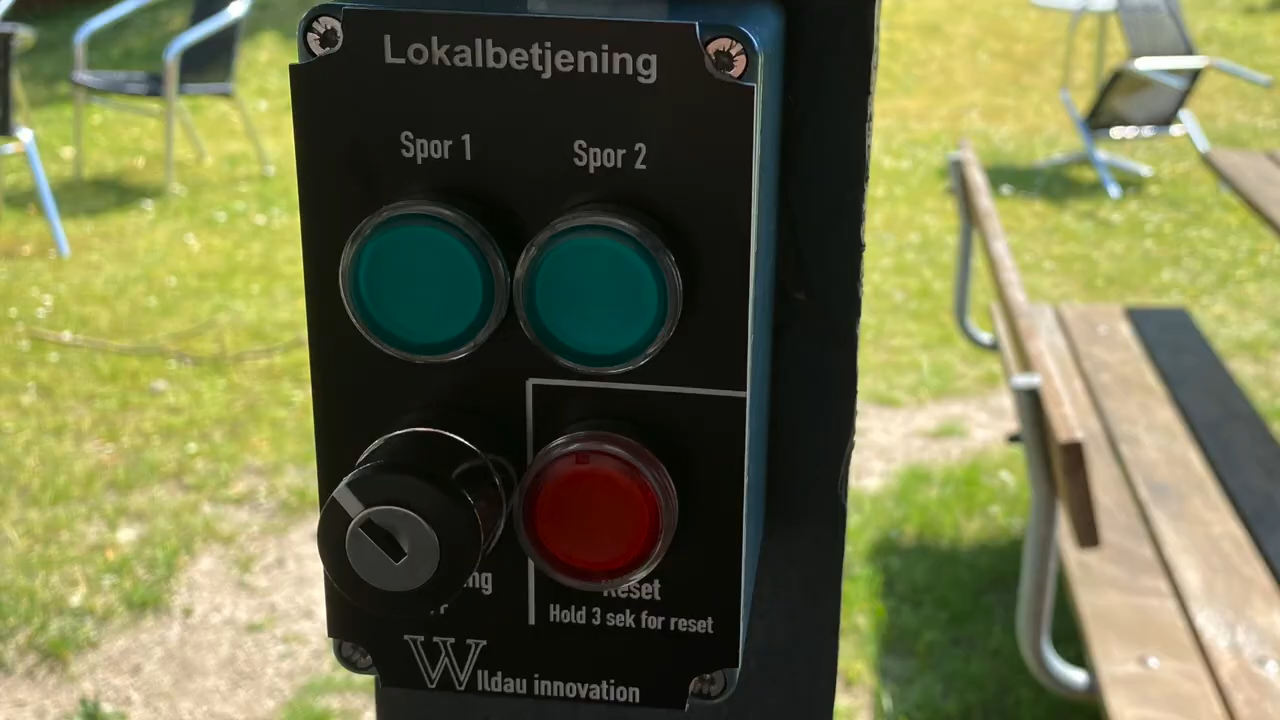 Lokalbetjening
Spor 1
Spor 2
Reset
Hold 3 sek for reset
Wildau innovation